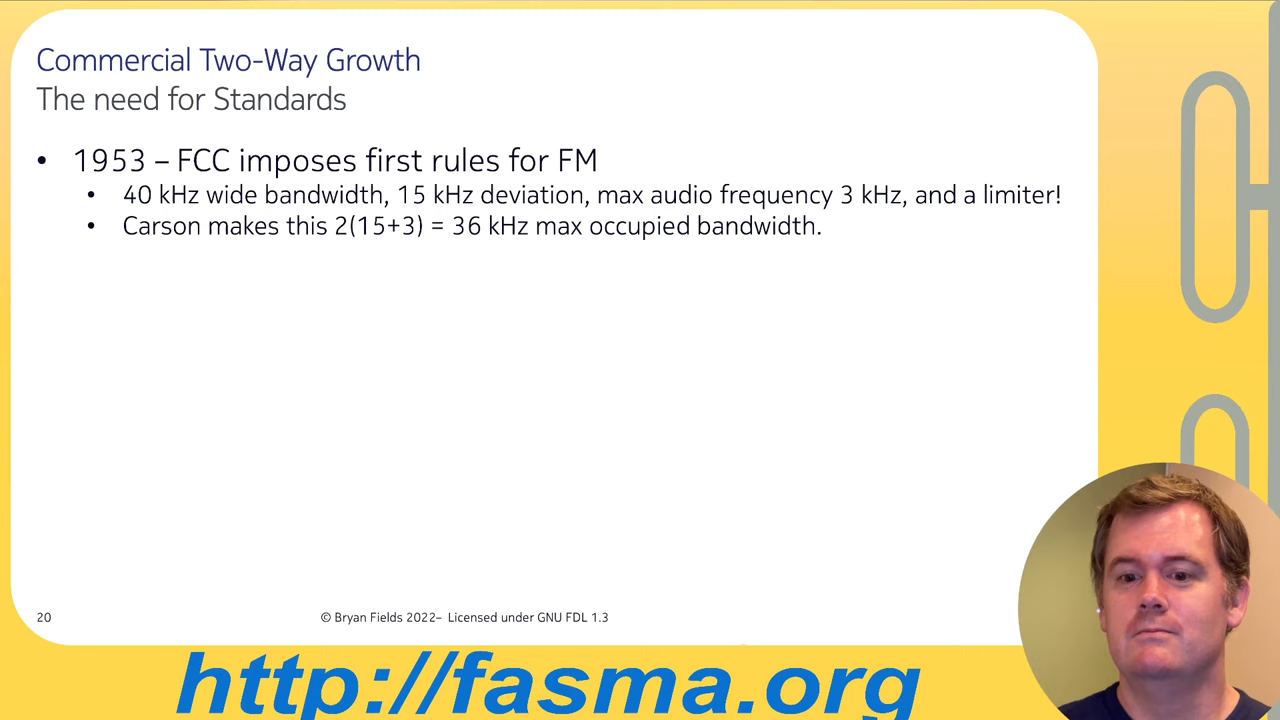 Commercial Two-Way Growth
The need for Standards
• 1953 – FCC imposes first rules for FM
• 40 kHz wide bandwidth, 15 kHz deviation, max audio frequency 3 kHz, and a limiter!
• Carson makes this 2(15+3) = 36 kHz max occupied bandwidth.
20
© Bryan Fields 2022– Licensed under GNU FDL 1.3
http://fasma.org